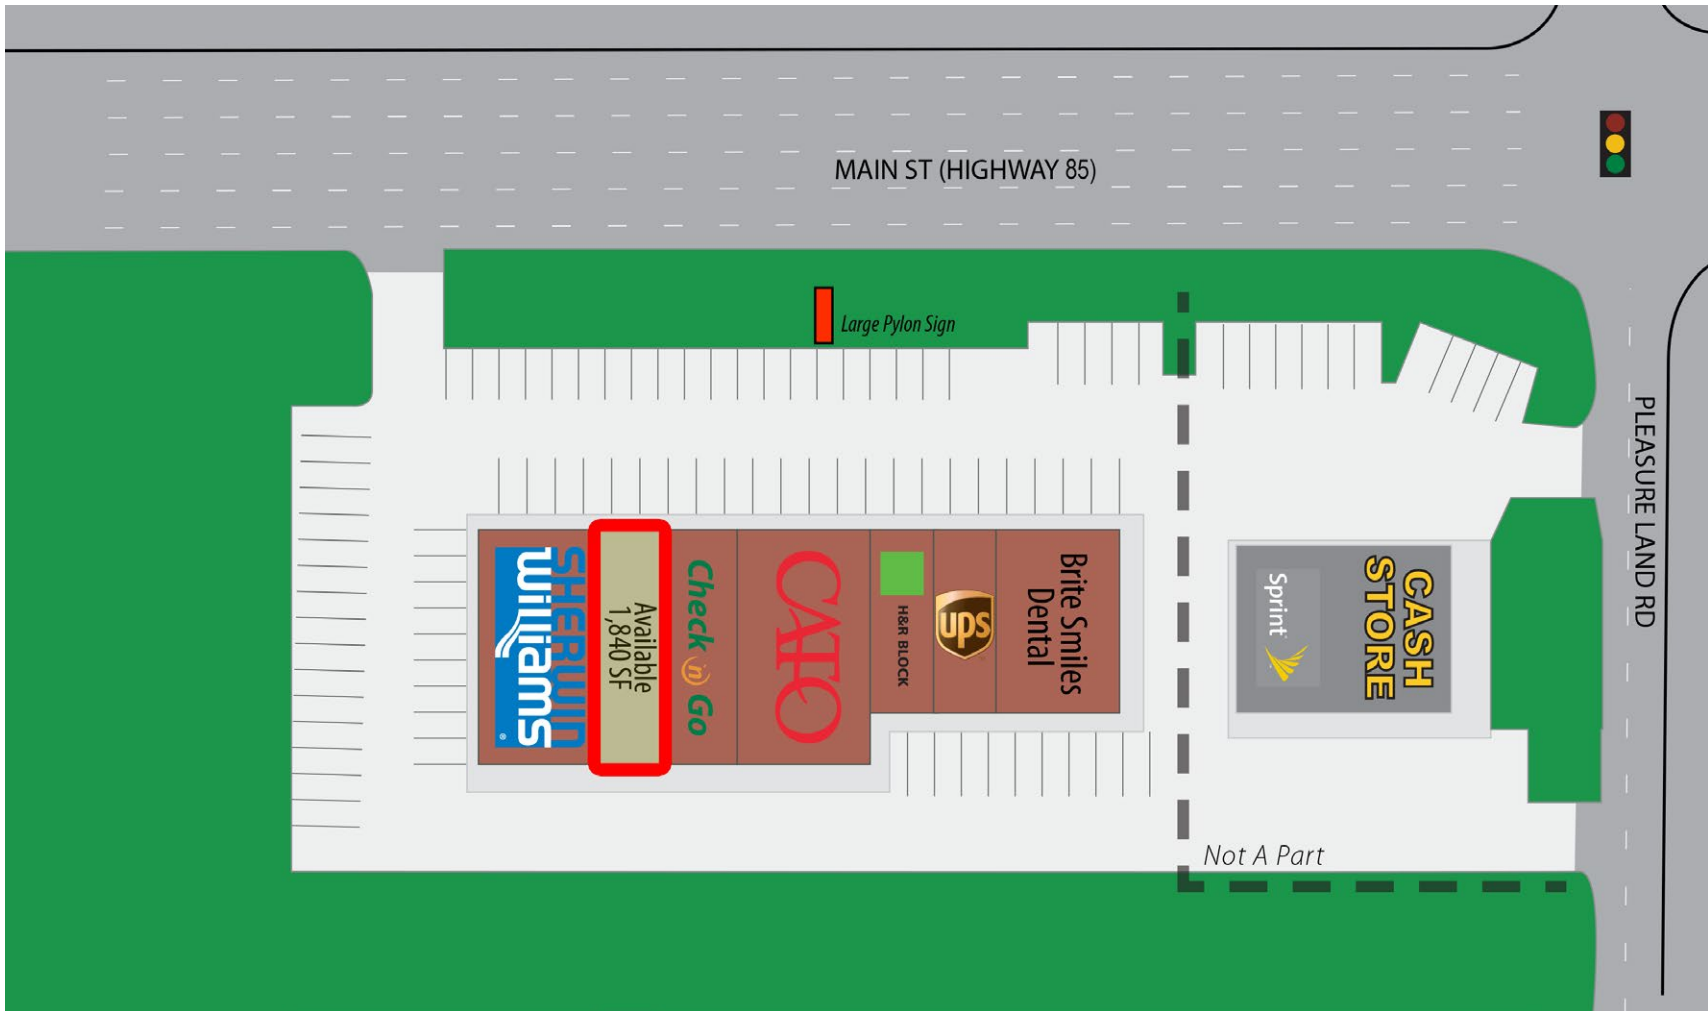 MAIN ST (HIGHWAY 85)
Large Pylon Sign
PLEASURE LAND RD
SHERWIN
Williams
®
Available
1,840 SF
Check 'n Go
CATO
H&R BLOCK
ups
Brite Smiles
Dental
Sprint
CASH
STORE
Not A Part